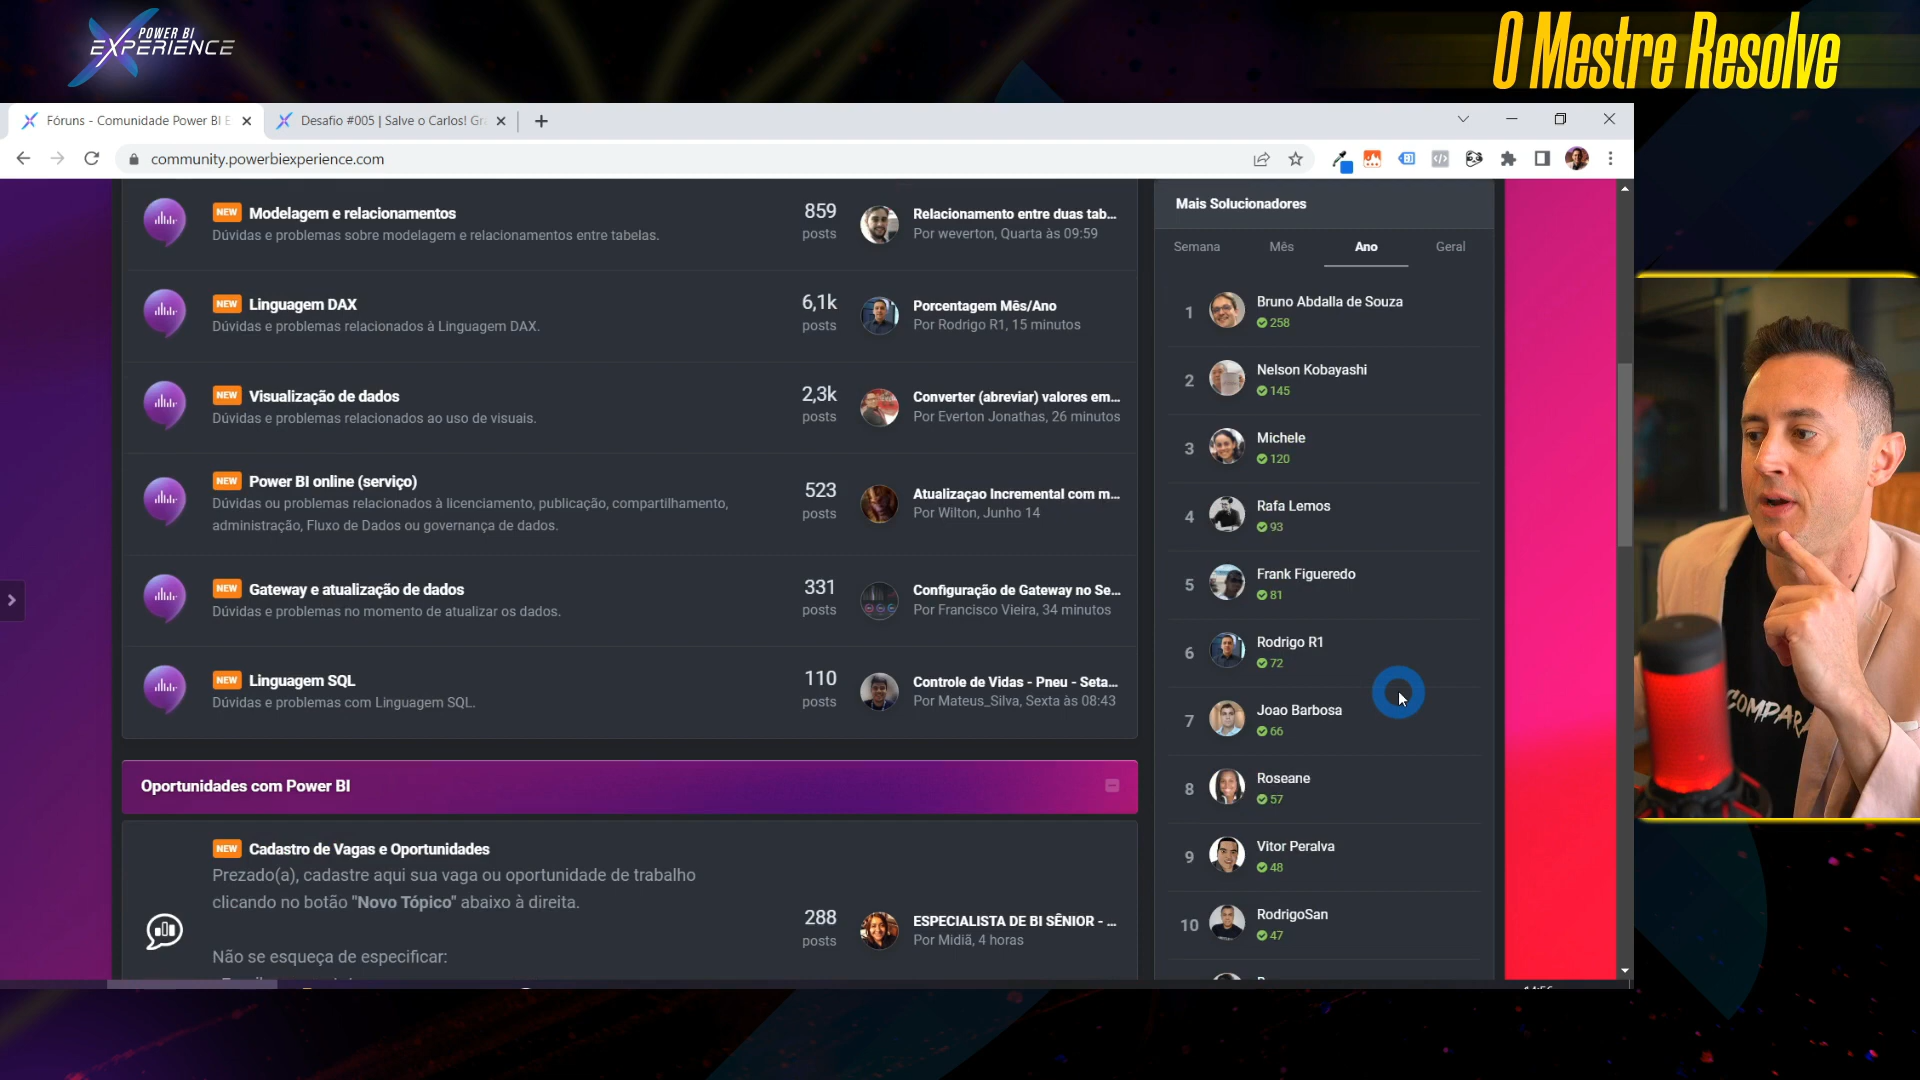 POWER BI
EXPERIENCE
O Mestre Resolve
Fóruns - Comunidade Power BI E
Desafio #005 | Salve o Carlos! Gr
community.powerbiexperience.com
NEW Modelagem e relacionamentos
Dúvidas e problemas sobre modelagem e relacionamentos entre tabelas.
859
posts
Relacionamento entre duas tab...
Por weverton, Quarta às 09:59
NEW Linguagem DAX
Dúvidas e problemas relacionados à Linguagem DAX.
6,1k
posts
Porcentagem Mês/Ano
Por Rodrigo R1, 15 minutos
NEW Visualização de dados
Dúvidas e problemas relacionados ao uso de visuais.
2,3k
posts
Converter (abreviar) valores em...
Por Everton Jonathas, 26 minutos
NEW Power BI online (serviço)
Dúvidas ou problemas relacionados à licenciamento, publicação, compartilhamento,
administração, Fluxo de Dados ou governança de dados.
523
posts
Atualizaçao Incremental com m...
Por Wilton, Junho 14
NEW Gateway e atualização de dados
Dúvidas e problemas no momento de atualizar os dados.
331
posts
Configuração de Gateway no Se...
Por Francisco Vieira, 34 minutos
NEW Linguagem SQL
Dúvidas e problemas com Linguagem SQL.
110
posts
Controle de Vidas - Pneu - Seta...
Por Mateus_Silva, Sexta às 08:43
Oportunidades com Power BI
NEW Cadastro de Vagas e Oportunidades
Prezado(a), cadastre aqui sua vaga ou oportunidade de trabalho
clicando no botão "Novo Tópico" abaixo à direita.
Não se esqueça de especificar:
288
posts
ESPECIALISTA DE BI SÊNIOR - ...
Por Midiã, 4 horas
Mais Solucionadores
Semana Mês Ano Geral
1 Bruno Abdalla de Souza
258
2 Nelson Kobayashi
145
3 Michele
120
4 Rafa Lemos
93
5 Frank Figueredo
81
6 Rodrigo R1
72
7 Joao Barbosa
66
8 Roseane
57
9 Vitor Peralva
48
10 RodrigoSan
47